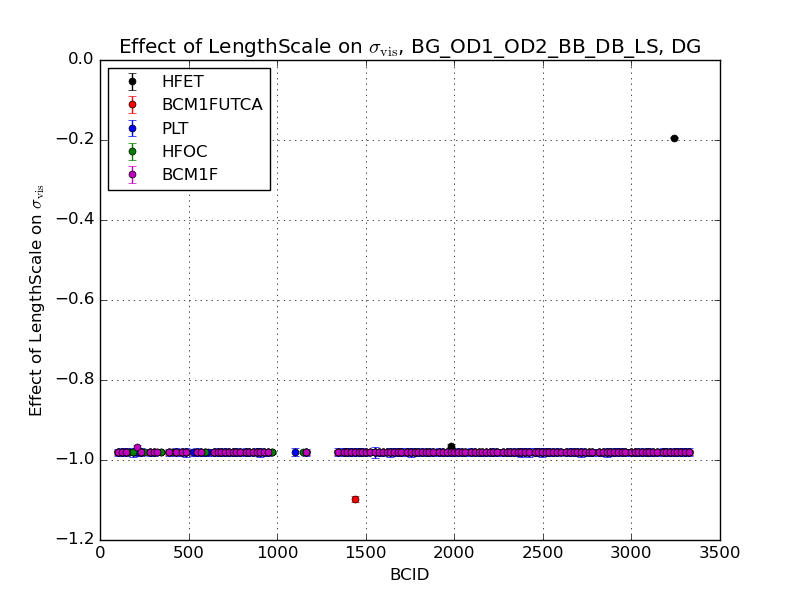 Effect of LengthScale on σvis, BG_OD1_OD2_BB_DB_LS, DG
0.0
HFET
BCM1FUTCA
PLT
HFOC
BCM1F
−0.2
−0.4
−0.6
−0.8
−1.0
−1.2
Effect of LengthScale on σvis
0 500 1000 1500 2000 2500 3000 3500
BCID